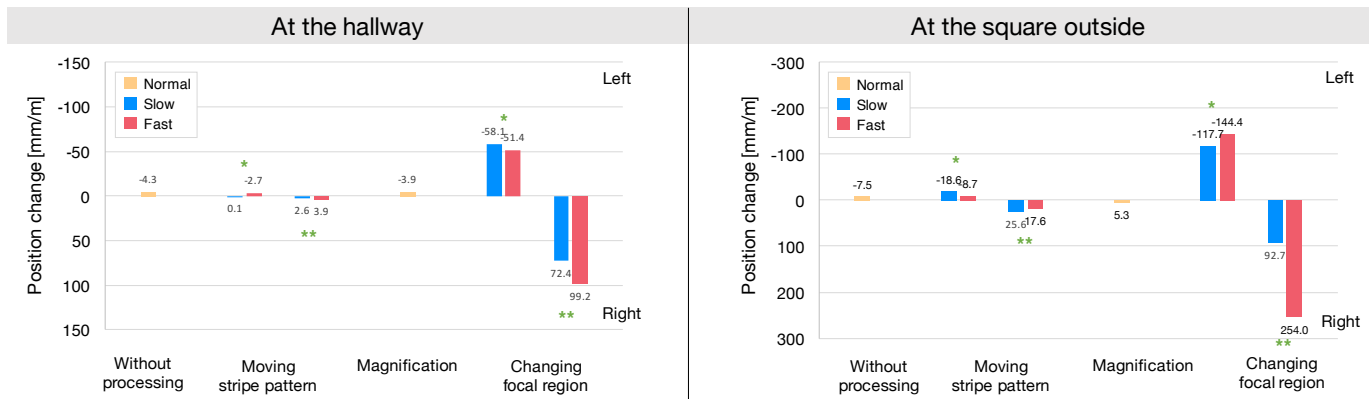 At the hallway
-150
-100
-50
0
50
100
150
Position change [mm/m]
Normal
Slow
Fast
Left
Right
-4.3
*
-2.7
0.1
2.6 3.9
**
-3.9
*
-58.1
-51.4
72.4
99.2
**
Without
processing
Moving
stripe pattern
Magnification
Changing
focal region
At the square outside
-300
-200
-100
0
100
200
300
Position change [mm/m]
Normal
Slow
Fast
Left
Right
-7.5
*
-18.6
-8.7
25.6
17.6
**
5.3
*
-117.7
-144.4
92.7
254.0
**
Without
processing
Moving
stripe pattern
Magnification
Changing
focal region